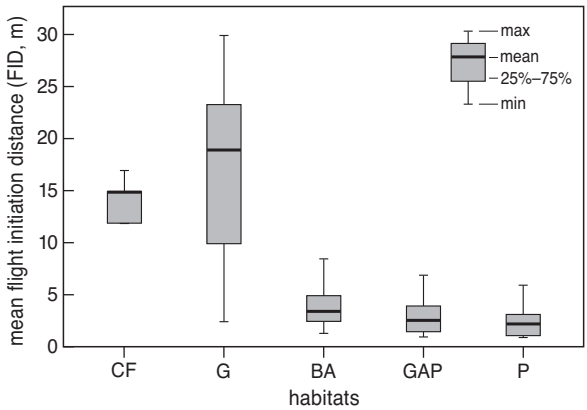 mean flight initiation distance (FID, m)
30
25
20
15
10
5
0
max
mean
25%–75%
min
CF G BA GAP P
habitats